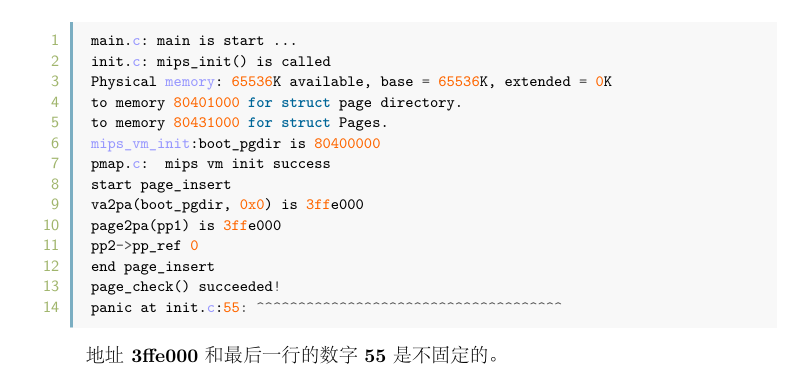 1 main.c: main is start ...
2 init.c: mips_init() is called
3 Physical memory: 65536K available, base = 65536K, extended = 0K
4 to memory 80401000 for struct page directory.
5 to memory 80431000 for struct Pages.
6 mips_vm_init:boot_pgdir is 80400000
7 pmap.c:  mips vm init success
8 start page_insert
9 va2pa(boot_pgdir, 0x0) is 3ffe000
10 page2pa(pp1) is 3ffe000
11 pp2->pp_ref 0
12 end page_insert
13 page_check() succeeded!
14 panic at init.c:55: ^^^^^^^^^^^^^^^^^^^^^^^^^^^^^^^^^^^^^
地址 3ffe000 和最后一行的数字 55 是不固定的。